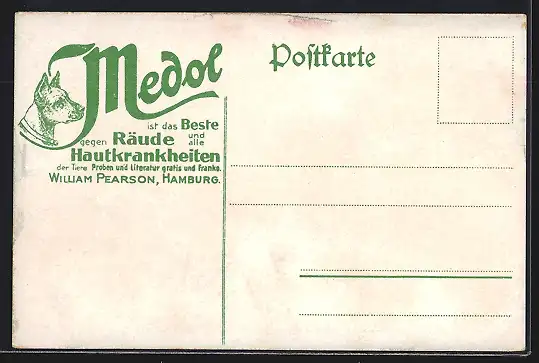 Medol
ist das Beste
gegen Räude und alle
Hautkrankheiten
der Tiere Proben und Literatur gratis und franko.
WILLIAM PEARSON, HAMBURG.
Poſtkarte